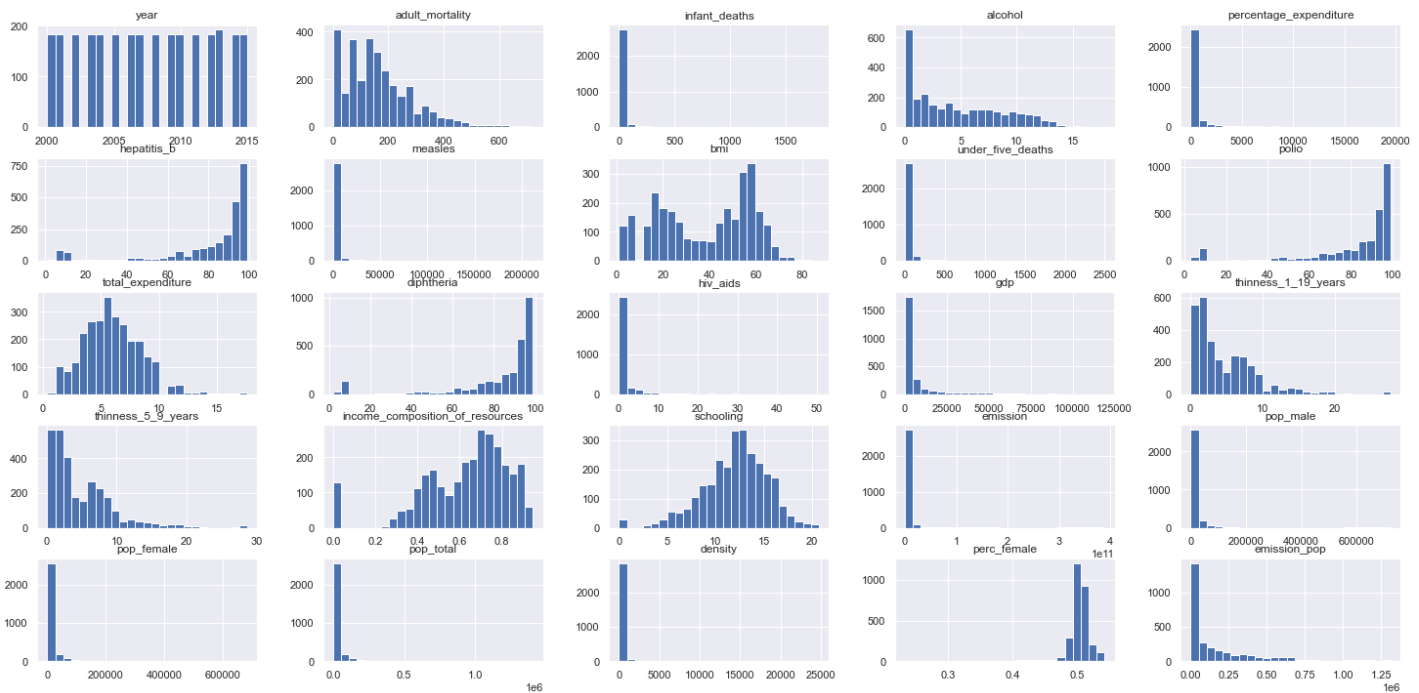 year adult_mortality infant_deaths alcohol percentage_expenditure
200 400 600 2000
100 200 2000 400 1000
0 0 1000 200 0
2000 2005 2010 2015 0 200 400 600 0 500 1000 1500 0 5 10 15 0 5000 10000 15000 20000
hepatitis_b measles bmi under_five_deaths polio
750 2000 300 2000 1000
500 1000 200 1000 500
250 0 100 0 0
0 0
0 20 40 60 80 100 0 50000 100000 150000 200000 0 20 40 60 80 0 500 1000 1500 2000 2500 0 20 40 60 80 100
total_expenditure diphtheria hiv_aids gdp thinness_1_19_years
300 1000 2000 1500 600
200 500 1000 1000 400
100 0 0 500 200
0 0 0
0 5 10 15 0 20 40 60 80 100 0 10 20 30 40 50 0 25000 50000 75000 100000 125000 0 10 20
thinness_5_9_years income_composition_of_resources schooling emission pop_male
400 200 300 2000 2000
200 100 200 1000 1000
0 0 100 0 0
0
0 10 20 30 0.0 0.2 0.4 0.6 0.8 0 5 10 15 20 0 1 2 3 4 0 200000 400000 600000
1e11
pop_female pop_total density perc_female emission_pop
2000 2000 2000 1000 1000
1000 1000 1000 500 500
0 0 0 0 0
0 200000 400000 600000 0.0 0.5 1.0 0 5000 10000 15000 20000 25000 0.3 0.4 0.5 0.00 0.25 0.50 0.75 1.00 1.25
1e6 1e6